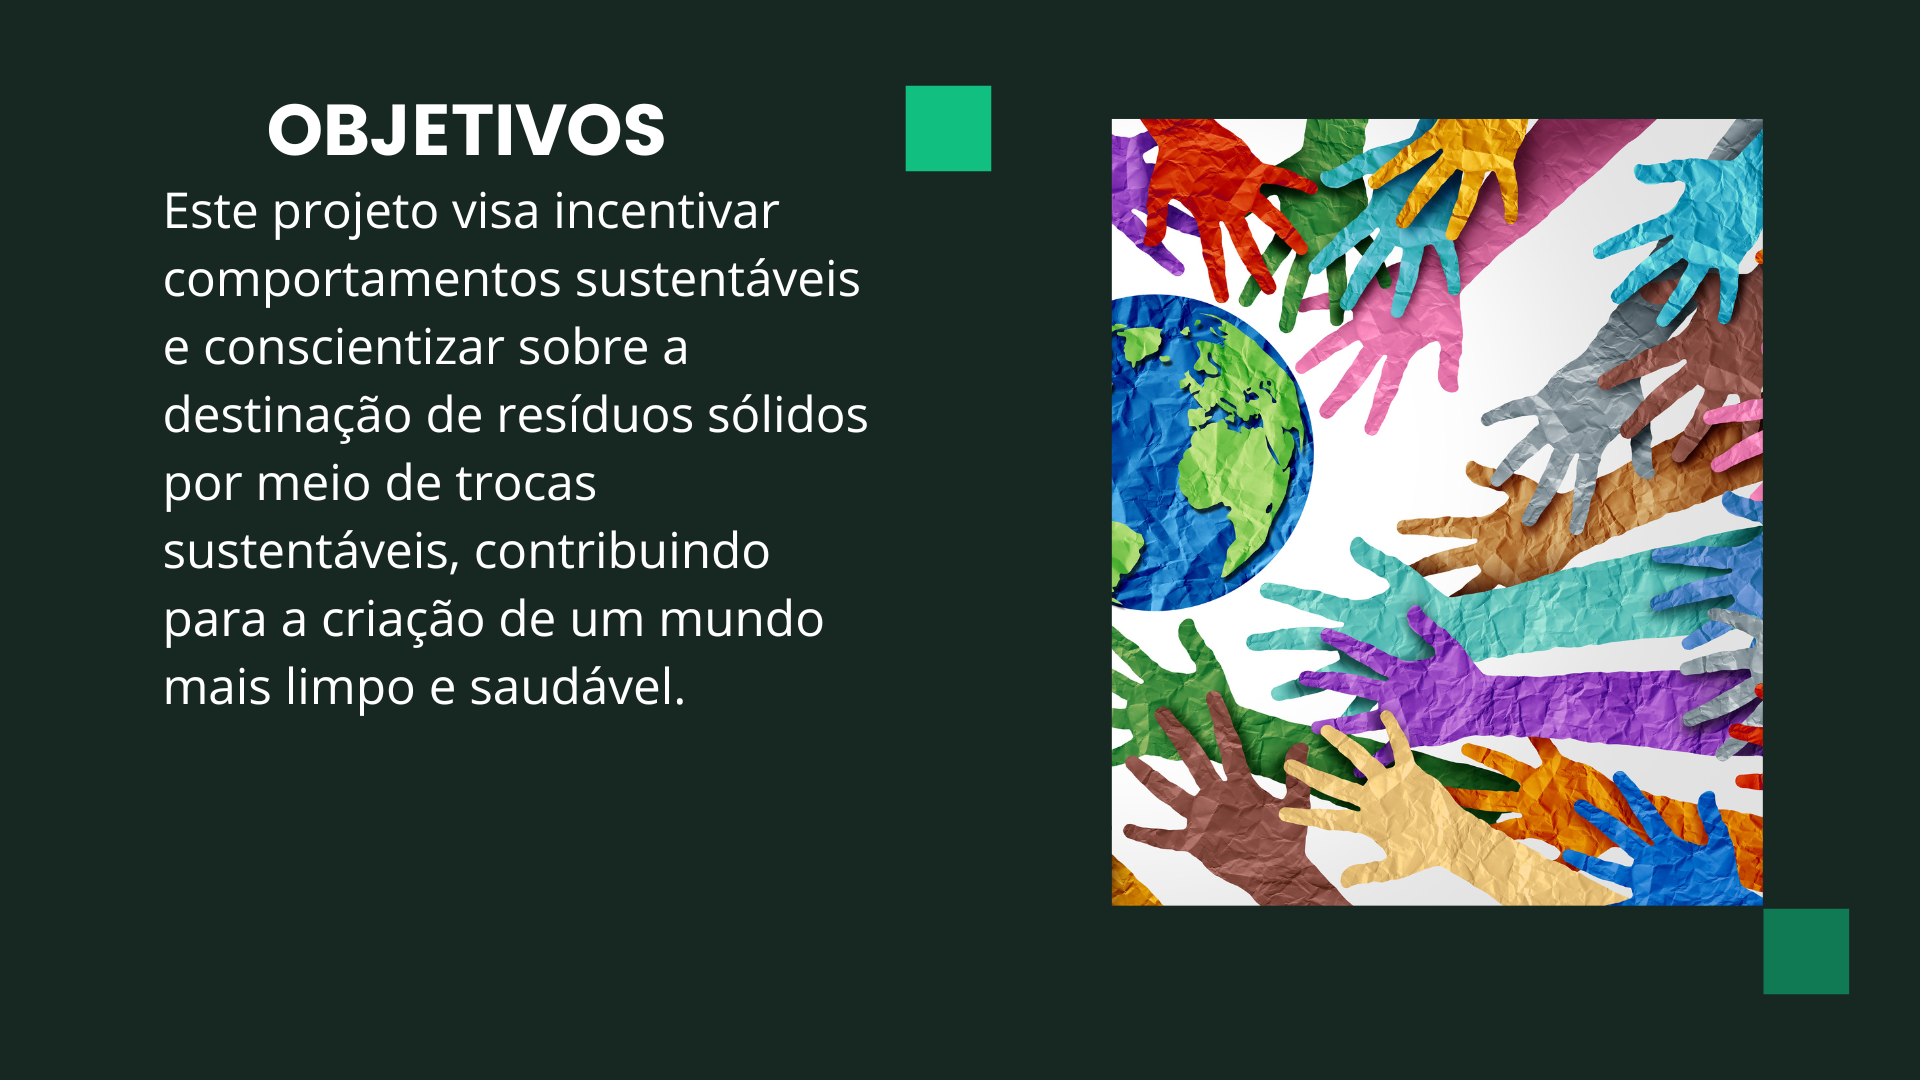 OBJETIVOS
Este projeto visa incentivar
comportamentos sustentáveis
e conscientizar sobre a
destinação de resíduos sólidos
por meio de trocas
sustentáveis, contribuindo
para a criação de um mundo
mais limpo e saudável.